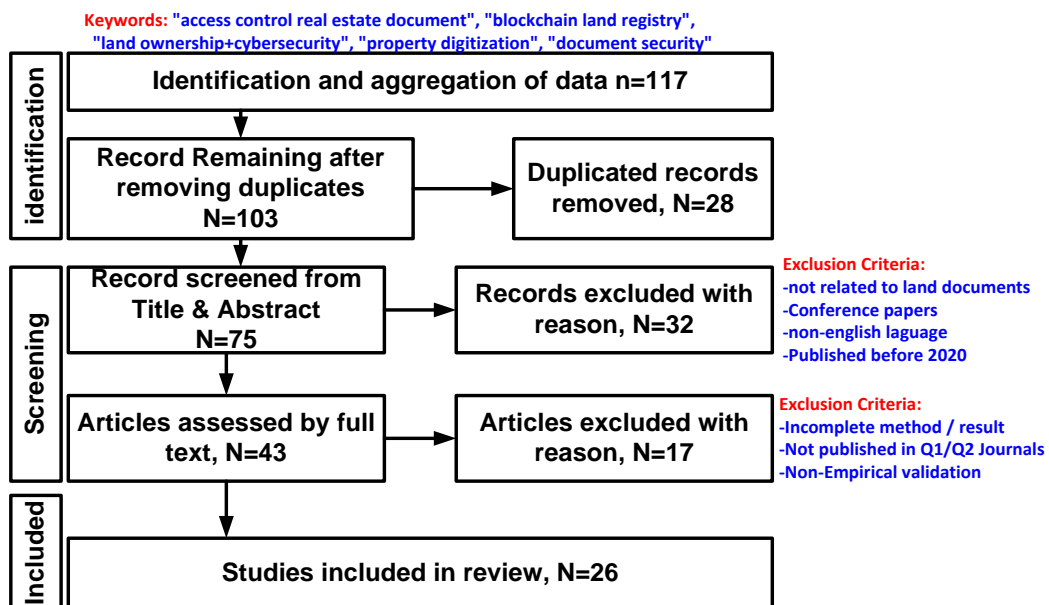 Keywords: "access control real estate document", "blockchain land registry",
"land ownership+cybersecurity", "property digitization", "document security"
identification
Identification and aggregation of data n=117
Record Remaining after
removing duplicates
N=103
Duplicated records
removed, N=28
Screening
Record screened from
Title & Abstract
N=75
Records excluded with
reason, N=32
Exclusion Criteria:
-not related to land documents
-Conference papers
-non-english laguage
-Published before 2020
Articles assessed by full
text, N=43
Articles excluded with
reason, N=17
Exclusion Criteria:
-Incomplete method / result
-Not published in Q1/Q2 Journals
-Non-Empirical validation
Included
Studies included in review, N=26